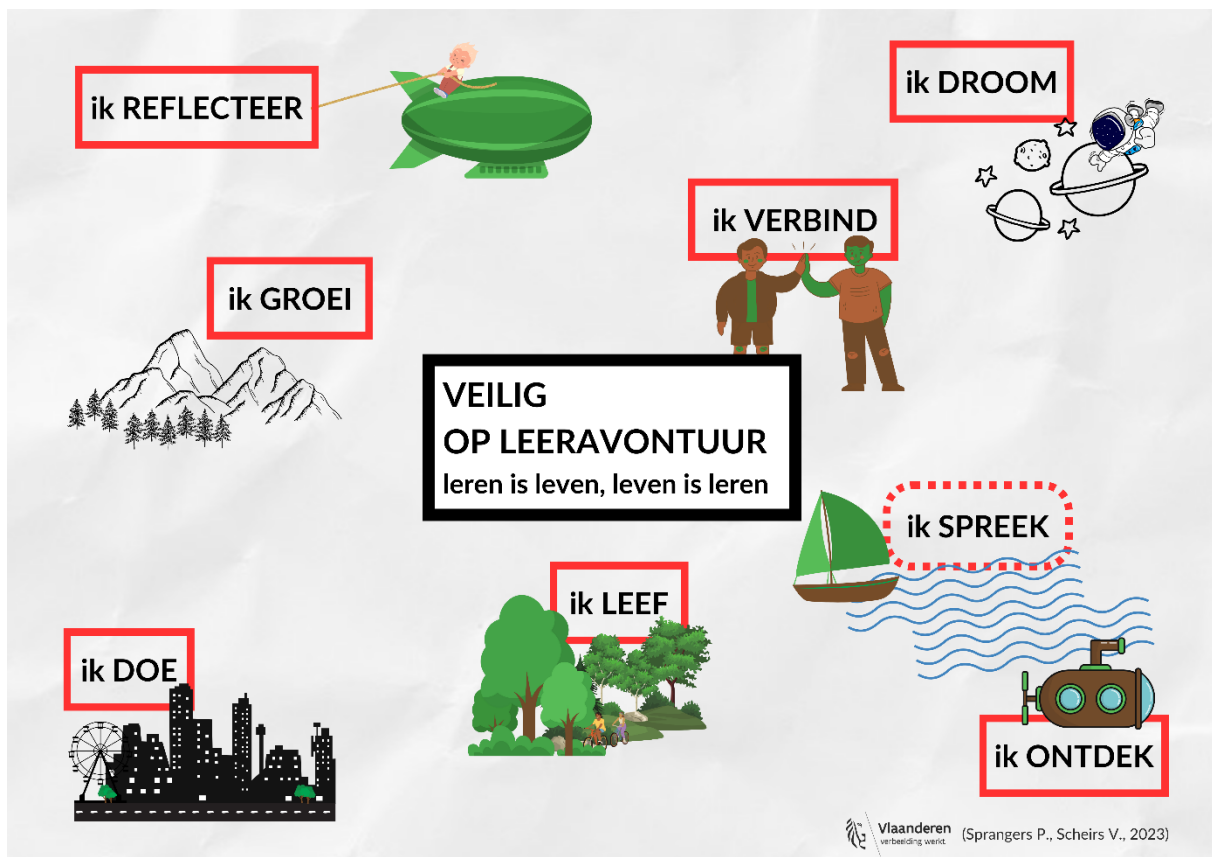 ik REFLECTEER
ik DROOM
ik VERBIND
ik GROEI
VEILIG
OP LEERAVONTUUR
leren is leven, leven is leren
ik SPREEK
ik LEEF
ik DOE
ik ONTDEK
Vlaanderen
verbeelding werkt
(Sprangers P., Scheirs V., 2023)